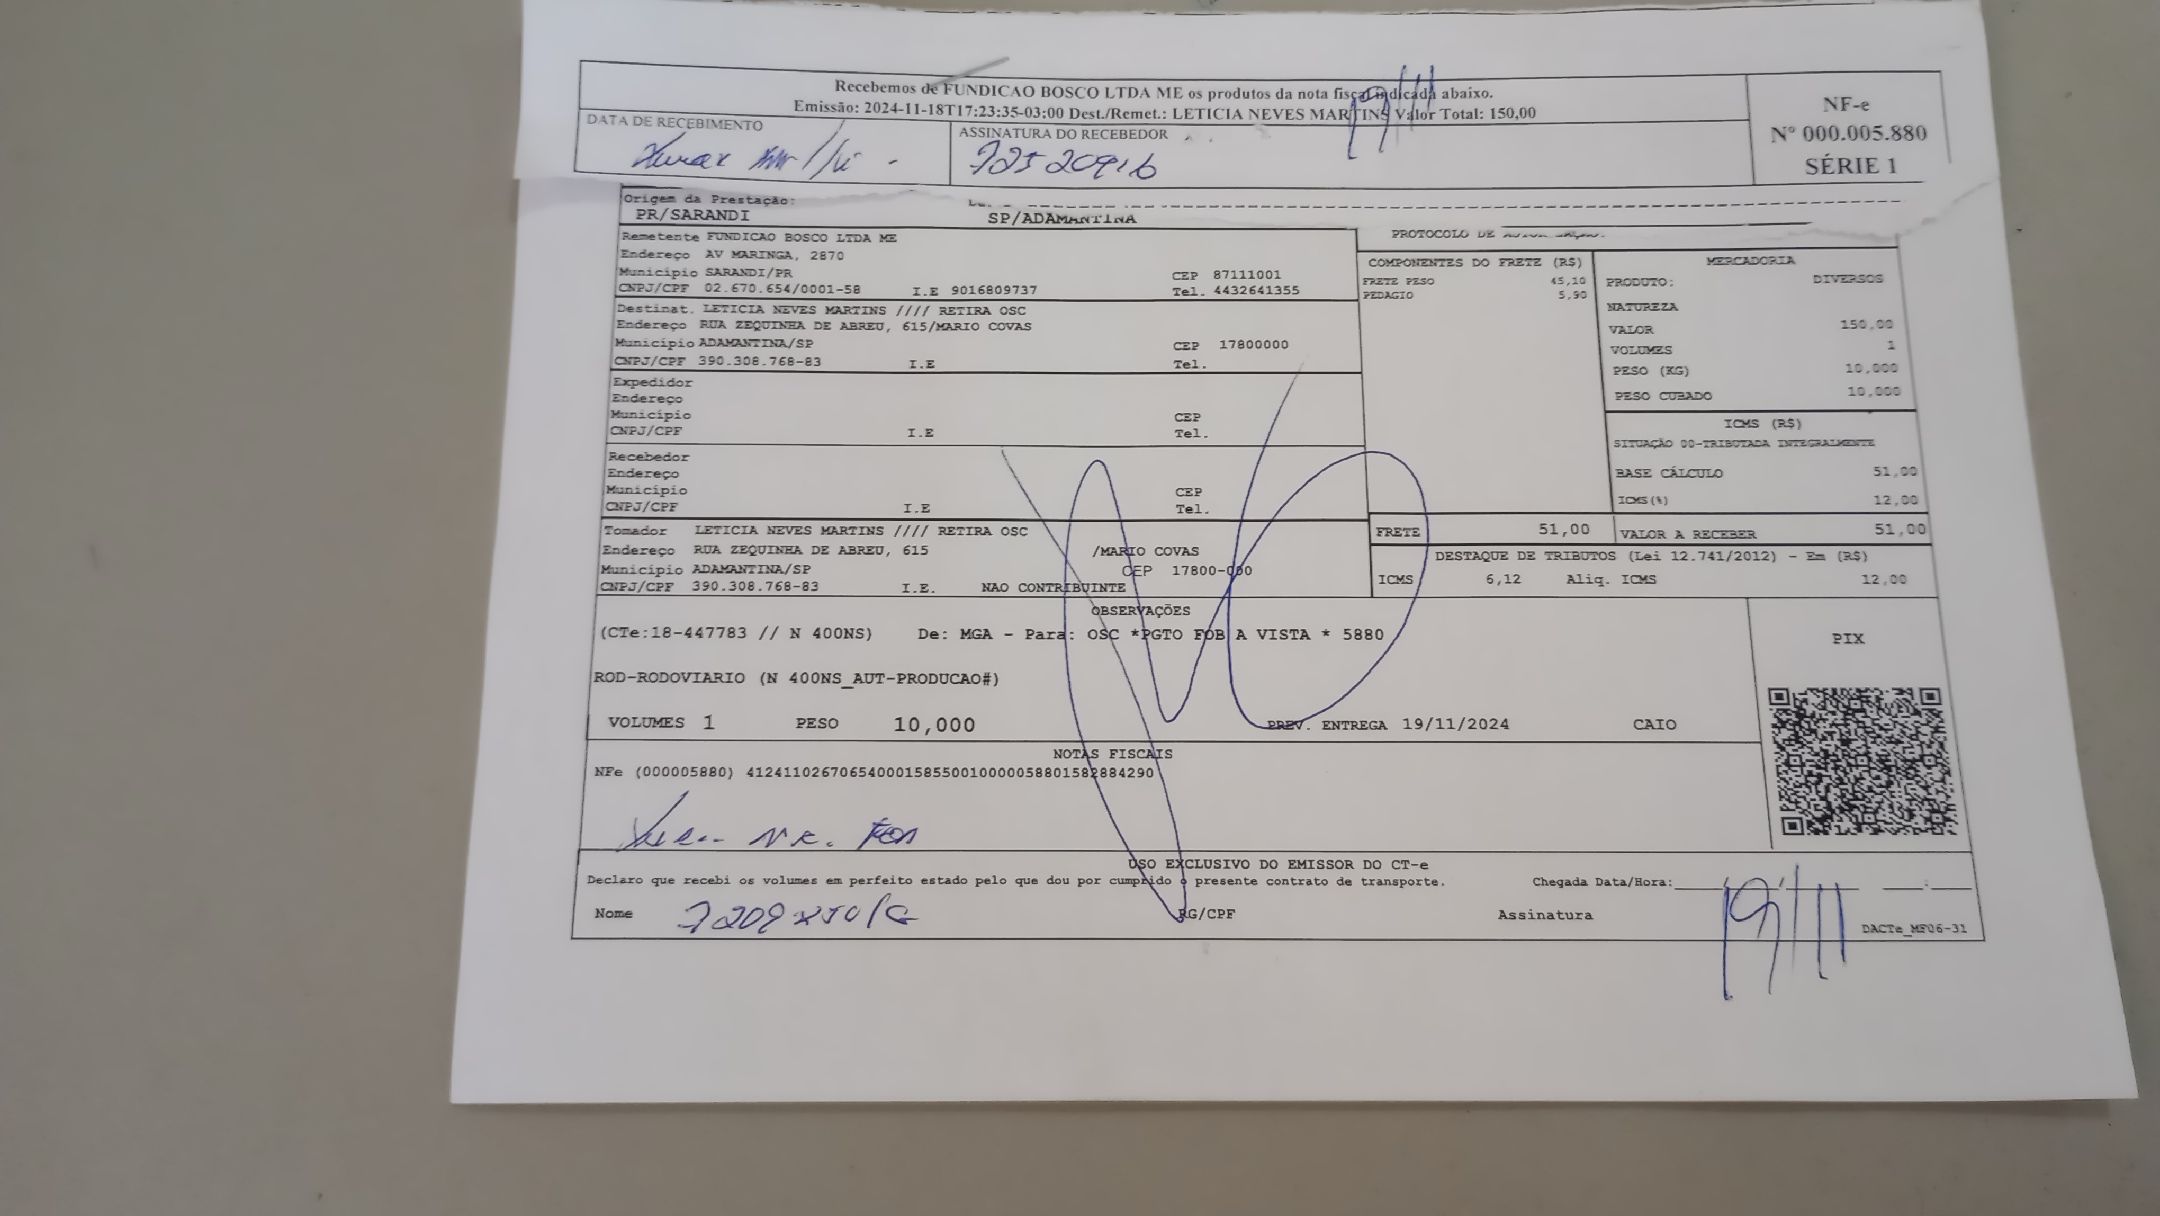 Recebemos de FUNDICAO BOSCO LTDA ME os produtos da nota fiscal indicada abaixo.
Emissão: 2024-11-18T17:23:35-03:00 Dest./Remet.: LETICIA NEVES MARTINS Valor Total: 150,00
DATA DE RECEBIMENTO
ASSINATURA DO RECEBEDOR
19/11
NF-e
Nº 000.005.880
SÉRIE 1
Origem da Prestação:
PR/SARANDI
SP/ADAMANTINA
Remetente FUNDICAO BOSCO LTDA ME
Endereço AV MARINGA, 2870
Município SARANDI/PR CEP 87111001
CNPJ/CPF 02.670.654/0001-58 I.E 9016809737 Tel. 4432641355
Destinat. LETICIA NEVES MARTINS //// RETIRA OSC
Endereço RUA ZEQUINHA DE ABREU, 615/MARIO COVAS
Município ADAMANTINA/SP CEP 17800000
CNPJ/CPF 390.308.768-83 I.E Tel.
Expedidor
Endereço
Município CEP
CNPJ/CPF I.E Tel.
Recebedor
Endereço
Município CEP
CNPJ/CPF I.E Tel.
Tomador LETICIA NEVES MARTINS //// RETIRA OSC
Endereço RUA ZEQUINHA DE ABREU, 615 /MARIO COVAS
Município ADAMANTINA/SP CEP 17800-000
CNPJ/CPF 390.308.768-83 I.E. NAO CONTRIBUINTE
PROTOCOLO DE
COMPONENTES DO FRETE (R$)
FRETE PESO 45,10
PEDAGIO 5,90
MERCADORIA
PRODUTO: DIVERSOS
NATUREZA
VALOR 150,00
VOLUMES 1
PESO (KG) 10,000
PESO CUBADO 10,000
ICMS (R$)
SITUAÇÃO 00-TRIBUTADA INTEGRALMENTE
BASE CÁLCULO 51,00
ICMS(%) 12,00
FRETE 51,00 VALOR A RECEBER 51,00
DESTAQUE DE TRIBUTOS (Lei 12.741/2012) - Em (R$)
ICMS 6,12 Aliq. ICMS 12,00
OBSERVAÇÕES
(CTe:18-447783 // N 400NS) De: MGA - Para: OSC *PGTO FOB A VISTA * 5880
ROD-RODOVIARIO (N 400NS_AUT-PRODUCAO#)
VOLUMES 1 PESO 10,000 PREV. ENTREGA 19/11/2024 CAIO
PIX
NOTAS FISCAIS
NFe (000005880) 41241102670654000158550010000058801582884290
USO EXCLUSIVO DO EMISSOR DO CT-e
Declaro que recebi os volumes em perfeito estado pelo que dou por cumprido o presente contrato de transporte. Chegada Data/Hora:____/____/____ ____:____
Nome RG/CPF Assinatura
19/11
DACTe_MF06-31